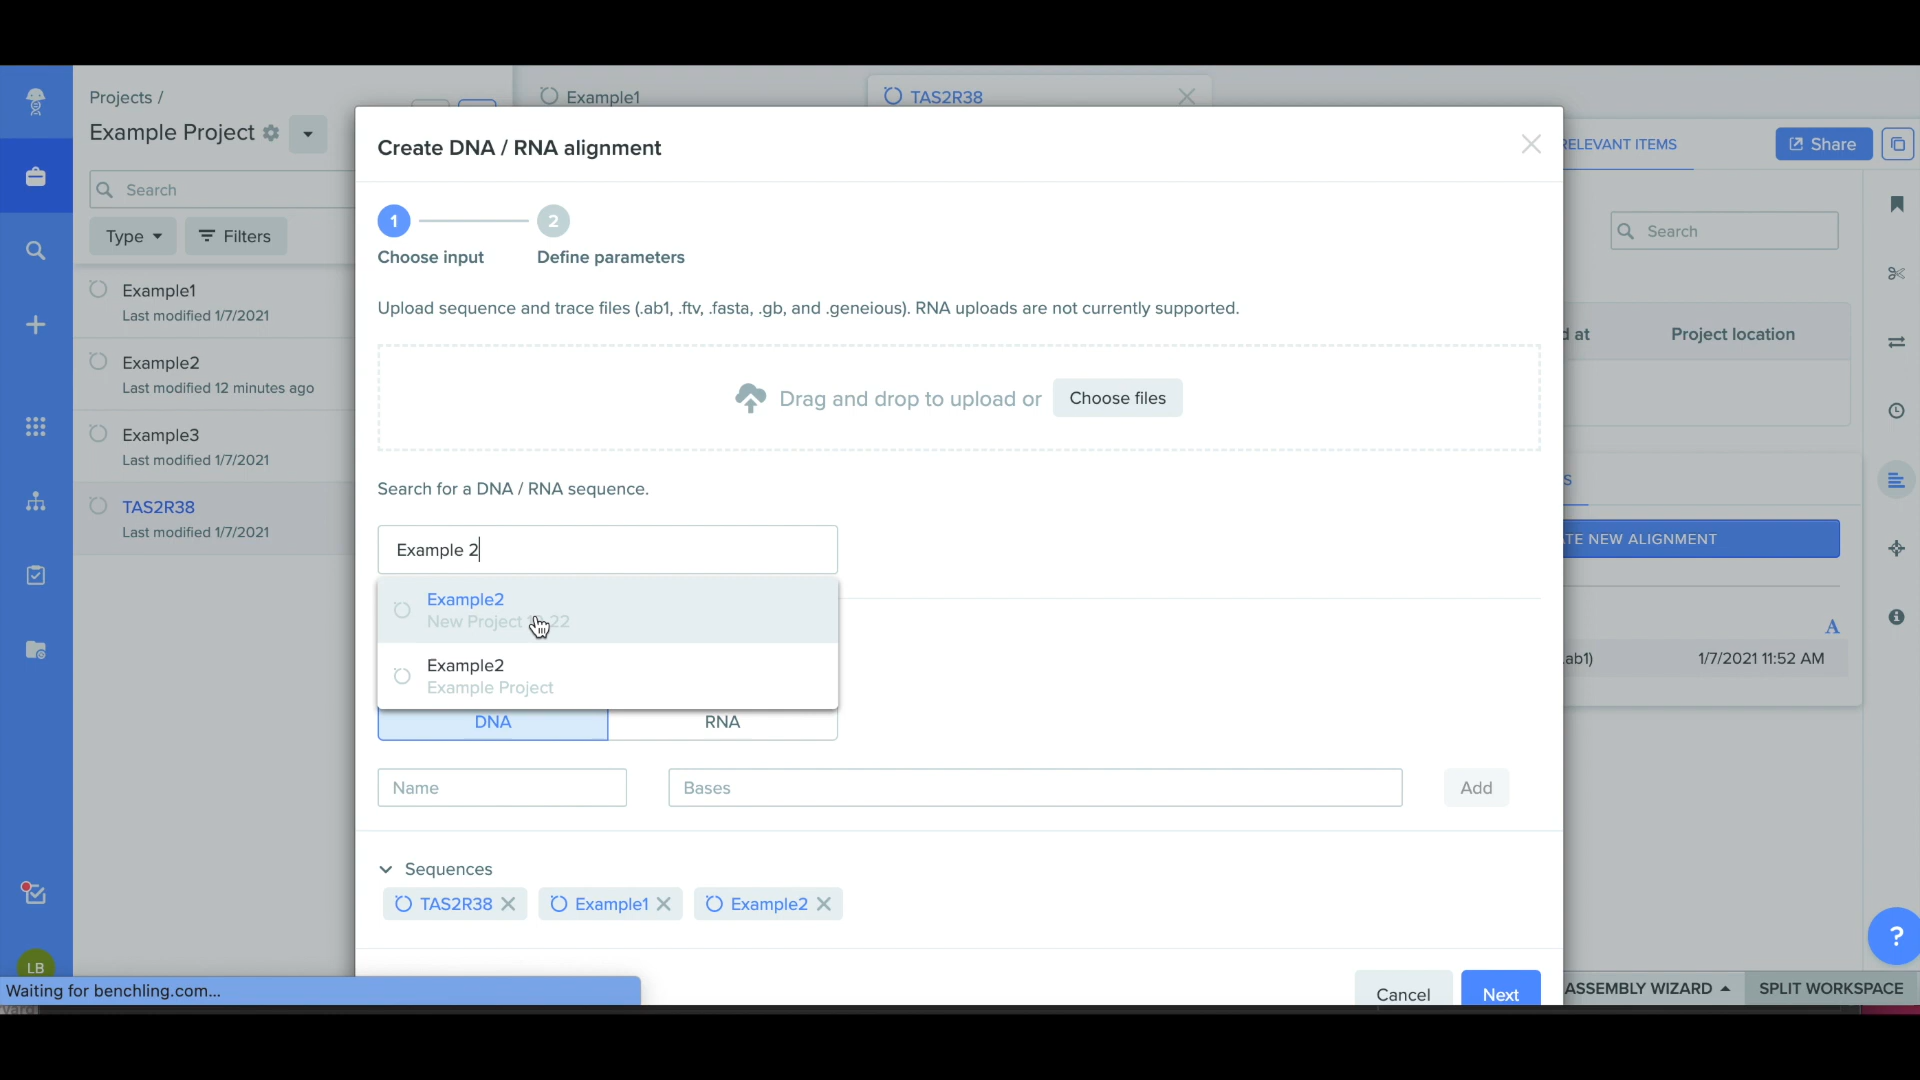 Projects /
Example Project
Search
Type
Filters
Example1
Last modified 1/7/2021
Example2
Last modified 12 minutes ago
Example3
Last modified 1/7/2021
TAS2R38
Last modified 1/7/2021
LB
Waiting for benchling.com...
Example1
TAS2R38
Create DNA / RNA alignment
1
2
Choose input
Define parameters
Upload sequence and trace files (.ab1, .ftv, .fasta, .gb, and .geneious). RNA uploads are not currently supported.
Drag and drop to upload or
Choose files
Search for a DNA / RNA sequence.
Example 2
Example2
New Project
22
Example2
Example Project
DNA
RNA
Name
Bases
Add
Sequences
TAS2R38
Example1
Example2
Cancel
Next
RELEVANT ITEMS
Share
Search
d at
Project location
S
TE NEW ALIGNMENT
A
.ab1)
1/7/2021 11:52 AM
?
ASSEMBLY WIZARD
SPLIT WORKSPACE